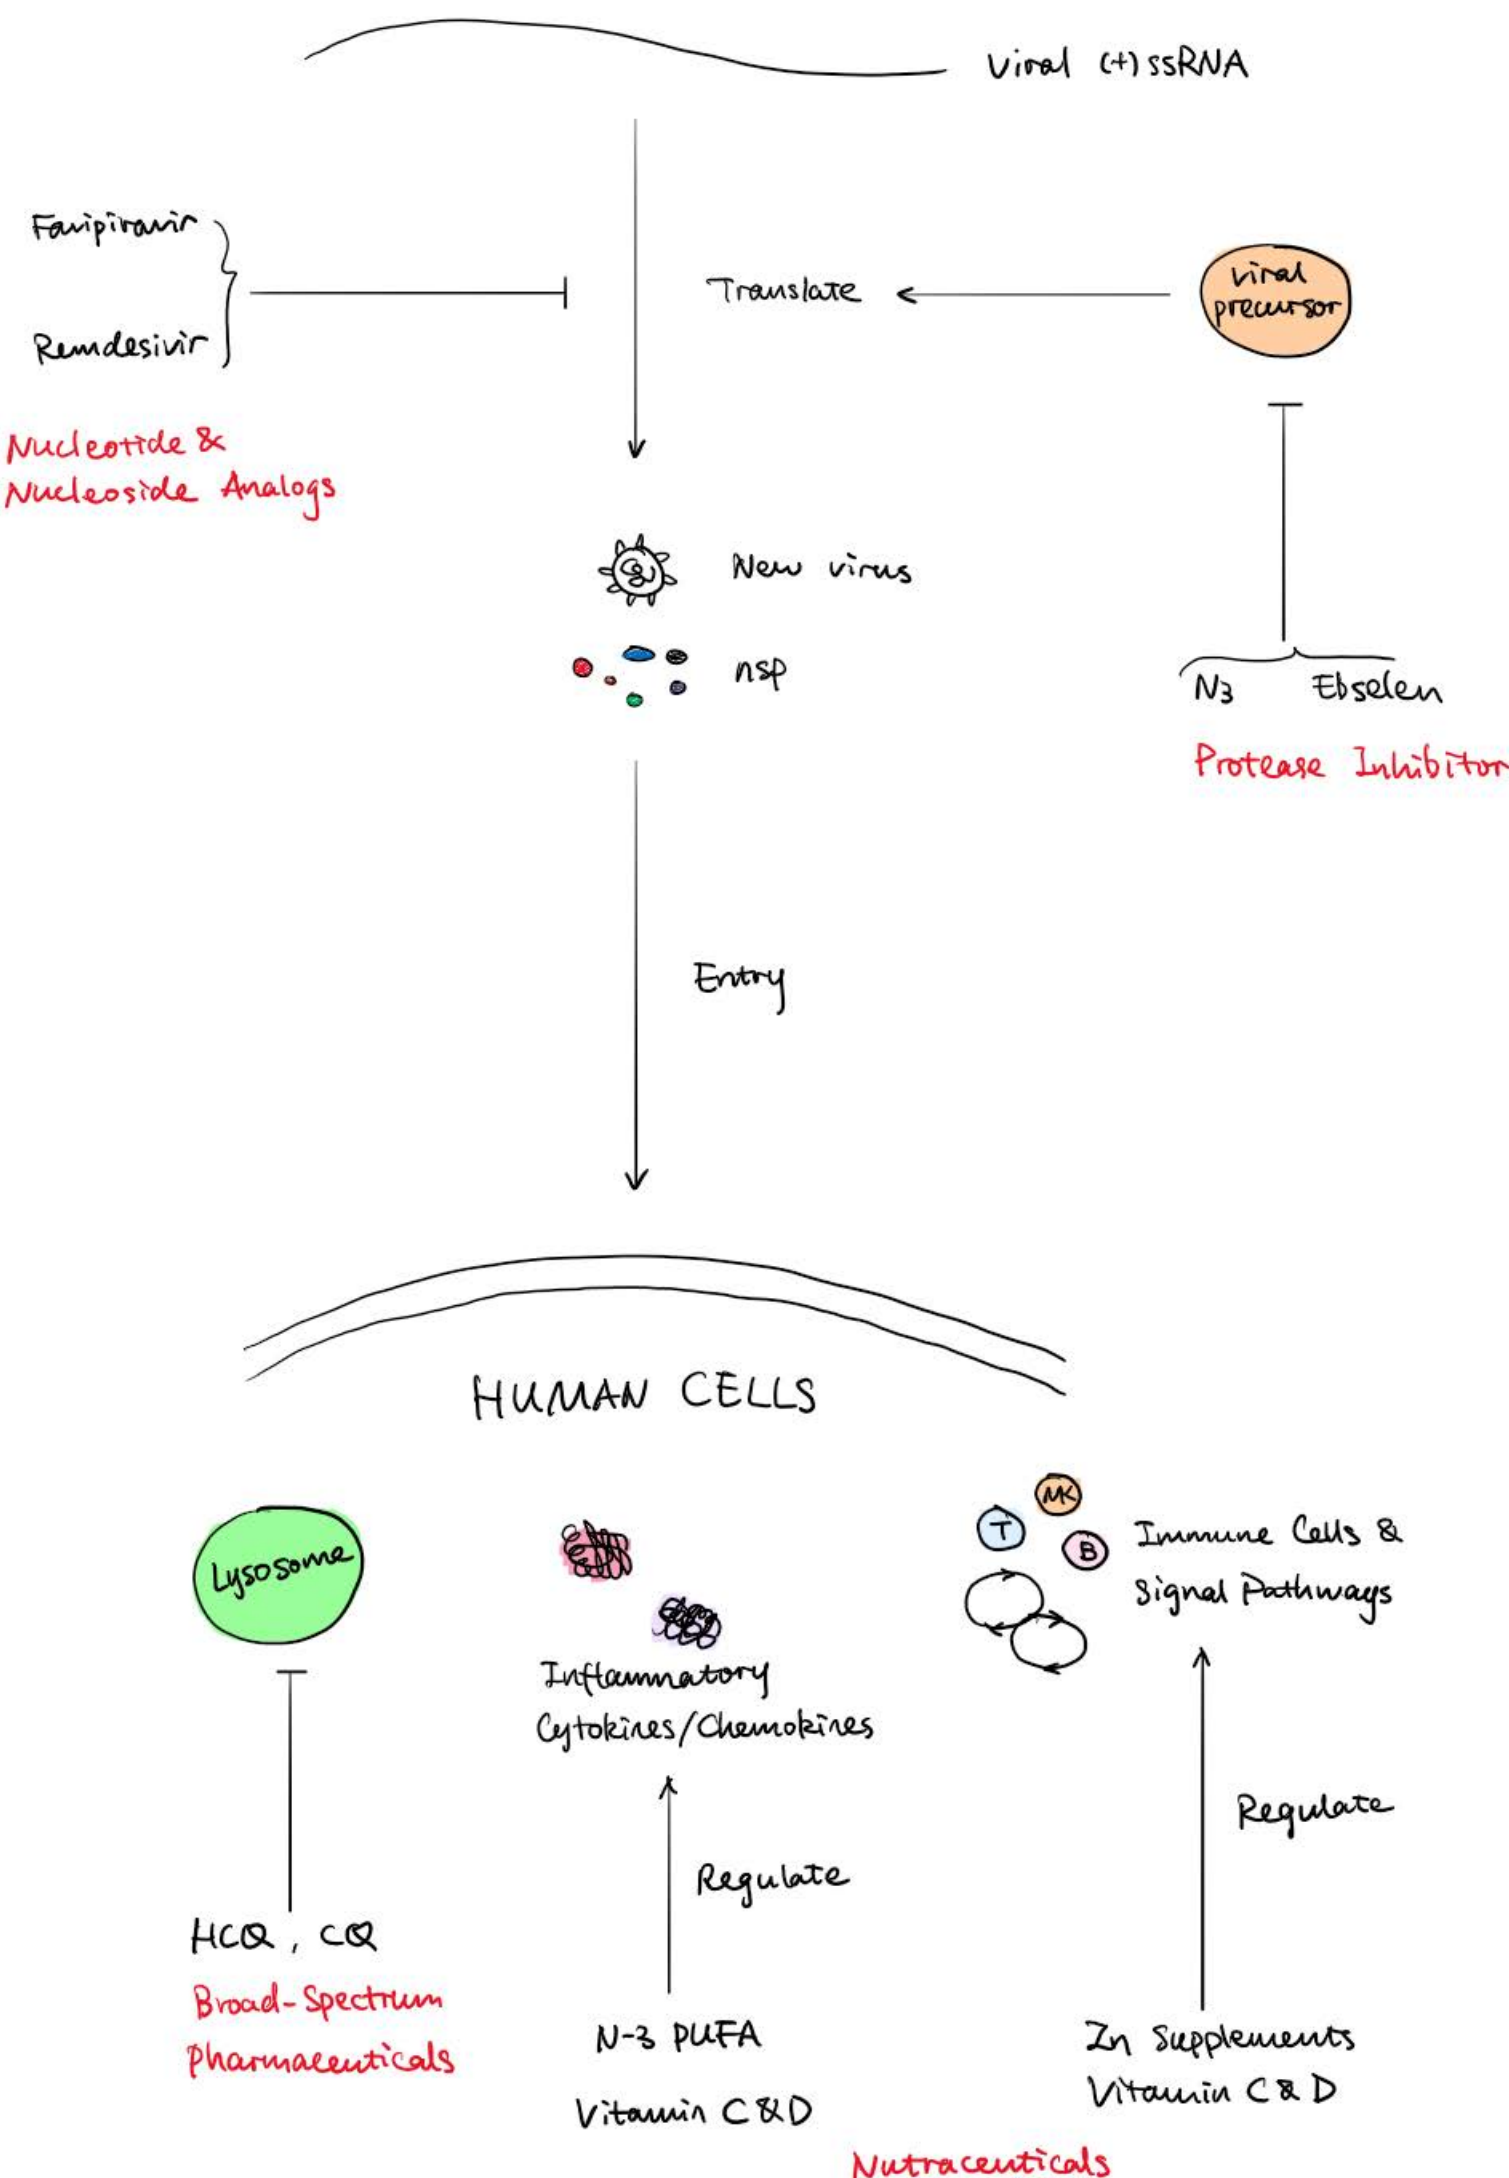 Viral (+)ssRNA
Favipiravir
Remdesivir
Nucleotide &
Nucleoside Analogs
Translate
Viral
precursor
New virus
nsp
N3 Ebselen
Protease Inhibitor
Entry
HUMAN CELLS
Lysosome
Inflammatory
Cytokines/Chemokines
T
NK
B
Immune Cells &
Signal Pathways
Regulate
Regulate
HCQ, CQ
Broad-Spectrum
Pharmaceuticals
N-3 PUFA
Vitamin C&D
Zn Supplements
Vitamin C&D
Nutraceuticals